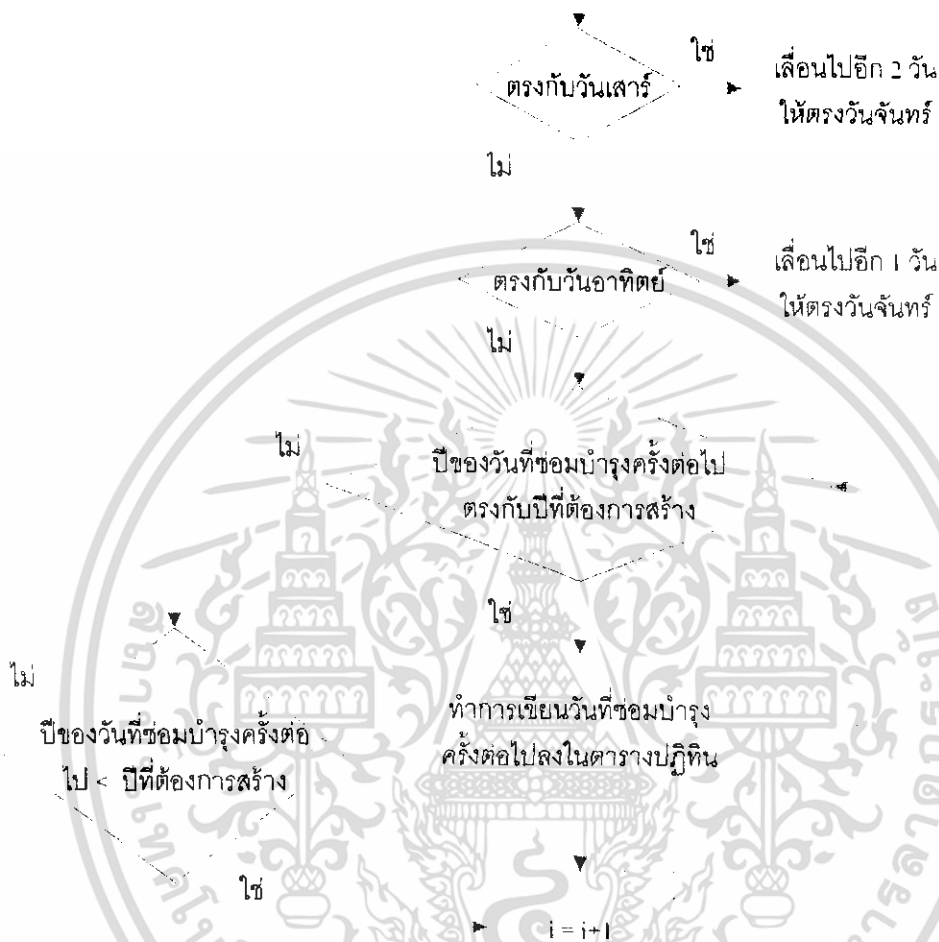 ใช่
ตรงกับวันเสาร์
เลื่อนไปอีก 2 วัน
ให้ตรงวันจันทร์
ไม่
ใช่
ตรงกับวันอาทิตย์
เลื่อนไปอีก 1 วัน
ให้ตรงวันจันทร์
ไม่
ไม่
ปีของวันที่ซ่อมบำรุงครั้งต่อไป
ตรงกับปีที่ต้องการสร้าง
ใช่
ไม่
ปีของวันที่ซ่อมบำรุงครั้งต่อ
ไป < ปีที่ต้องการสร้าง
ทำการเขียนวันที่ซ่อมบำรุง
ครั้งต่อไปลงในตารางปฏิทิน
ใช่
i = i+1